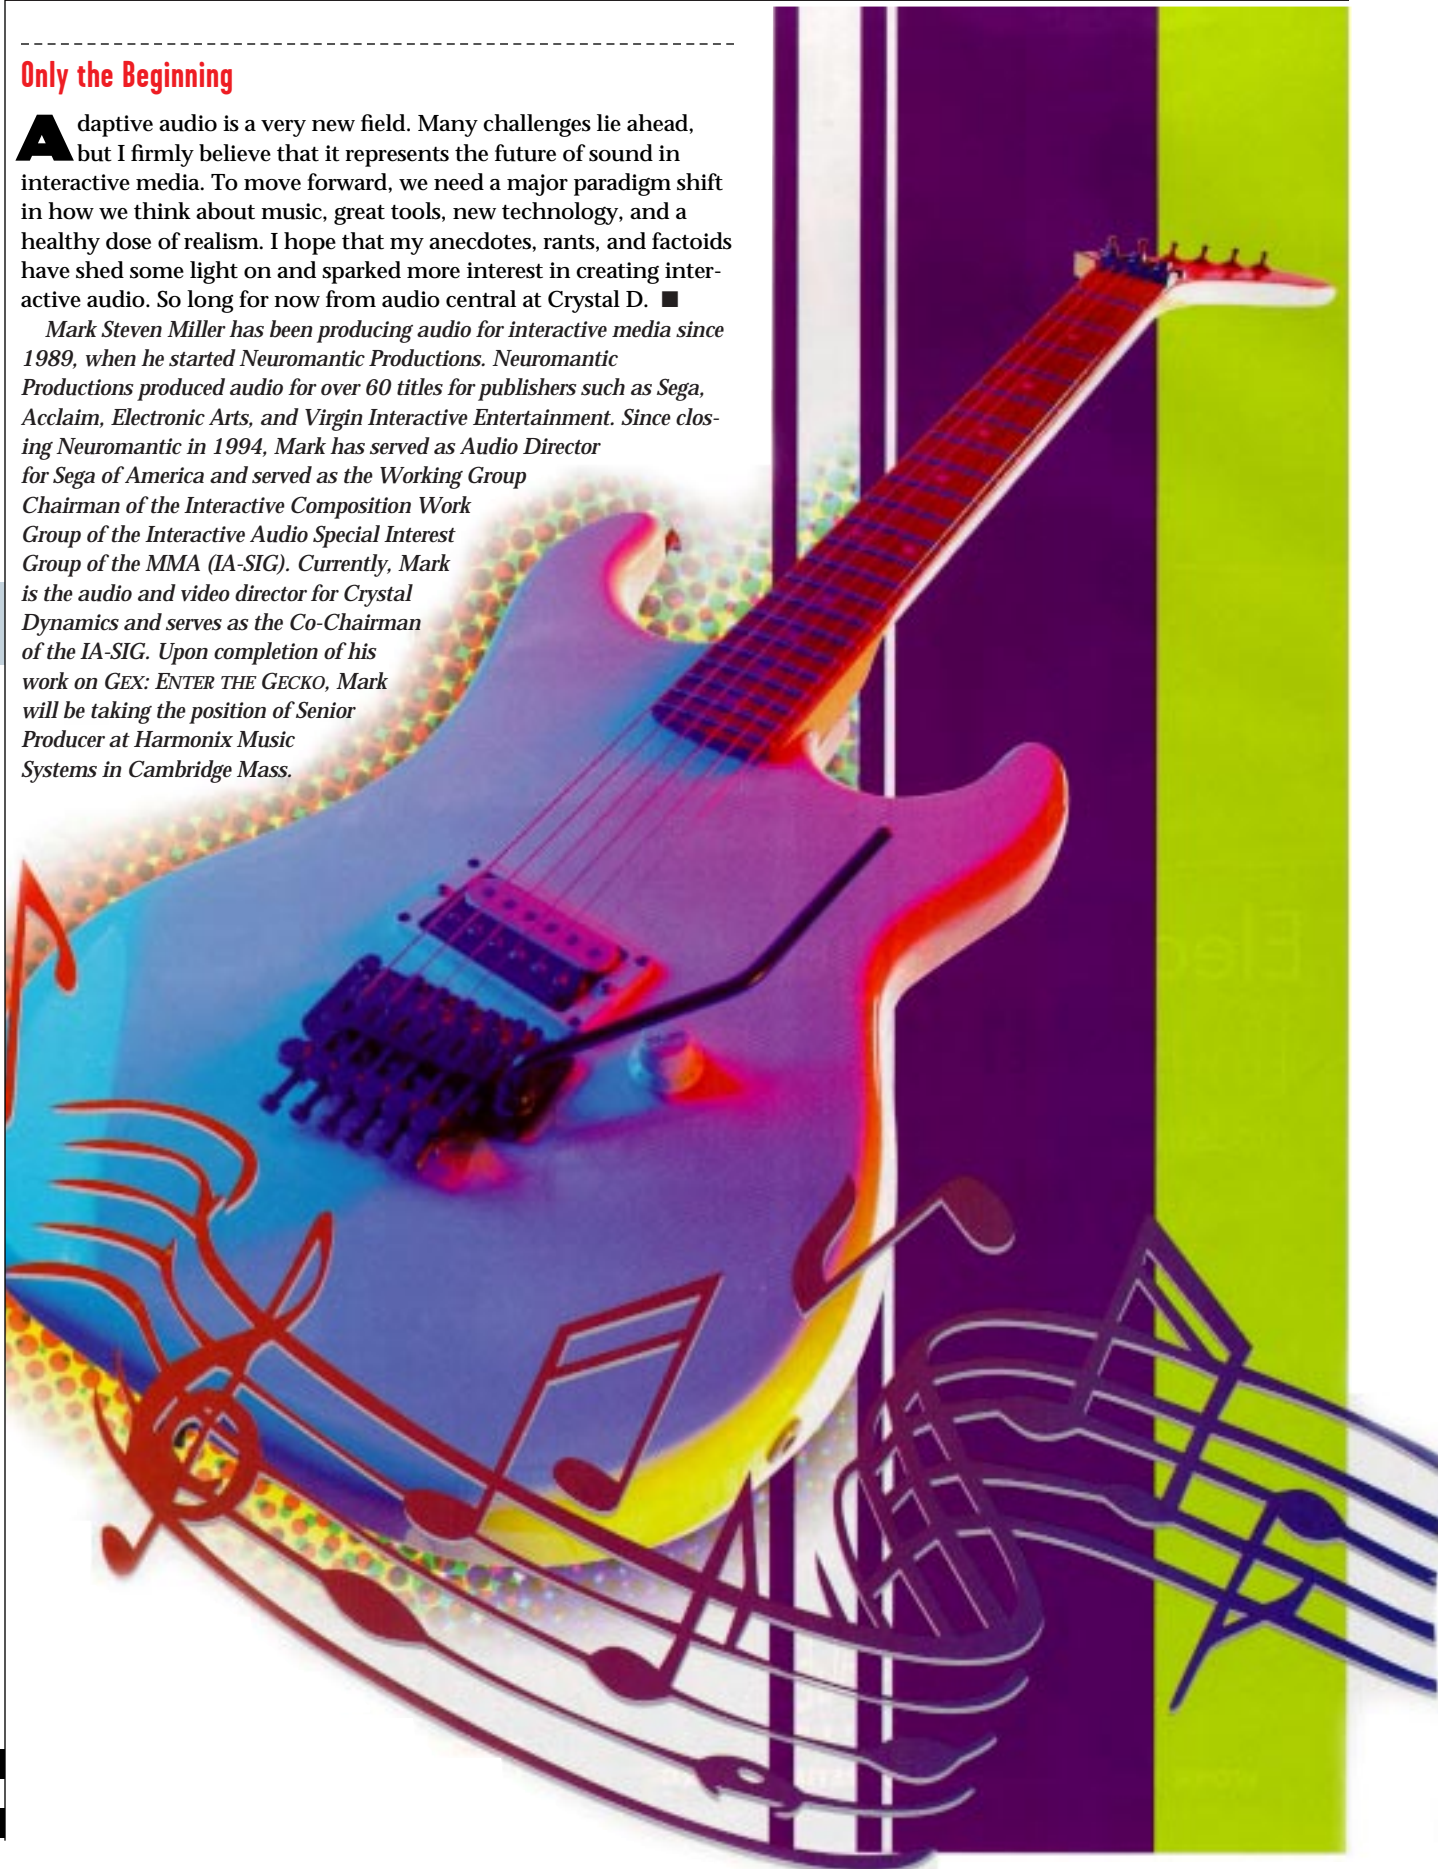 Only the Beginning
Adaptive audio is a very new field. Many challenges lie ahead,
but I firmly believe that it represents the future of sound in
interactive media. To move forward, we need a major paradigm shift
in how we think about music, great tools, new technology, and a
healthy dose of realism. I hope that my anecdotes, rants, and factoids
have shed some light on and sparked more interest in creating inter-
active audio. So long for now from audio central at Crystal D. ■
Mark Steven Miller has been producing audio for interactive media since
1989, when he started Neuromantic Productions. Neuromantic
Productions produced audio for over 60 titles for publishers such as Sega,
Acclaim, Electronic Arts, and Virgin Interactive Entertainment. Since clos-
ing Neuromantic in 1994, Mark has served as Audio Director
for Sega of America and served as the Working Group
Chairman of the Interactive Composition Work
Group of the Interactive Audio Special Interest
Group of the MMA (IA-SIG). Currently, Mark
is the audio and video director for Crystal
Dynamics and serves as the Co-Chairman
of the IA-SIG. Upon completion of his
work on GEX: ENTER THE GECKO, Mark
will be taking the position of Senior
Producer at Harmonix Music
Systems in Cambridge Mass.